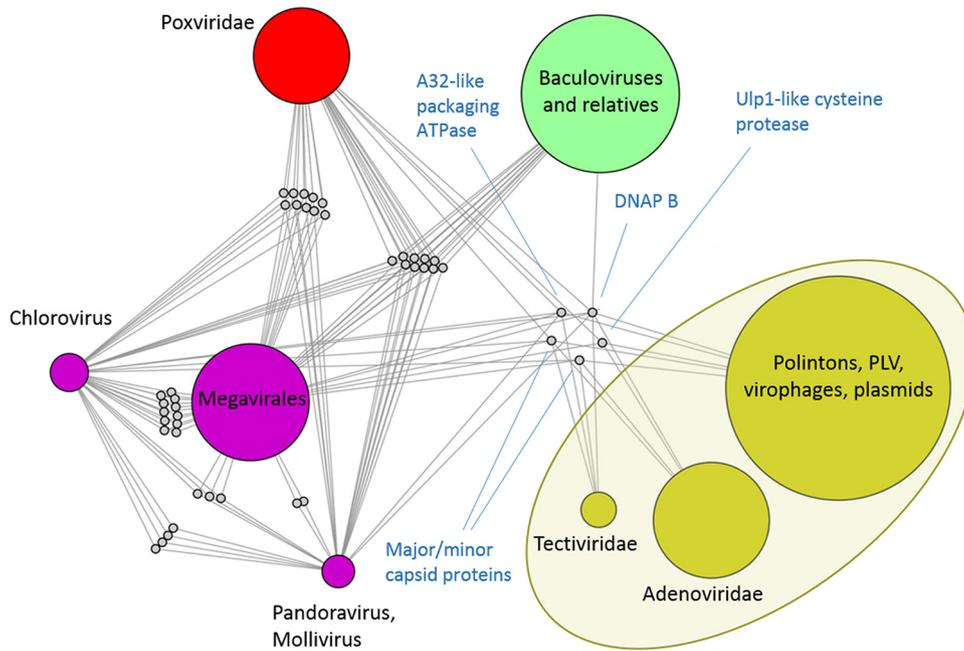 Poxviridae
A32-like
packaging
ATPase
Baculoviruses
and relatives
Ulp1-like cysteine
protease
DNAP B
Chlorovirus
Megavirales
Polintons, PLV,
virophages, plasmids
Major/minor
capsid proteins
Tectiviridae
Adenoviridae
Pandoravirus,
Mollivirus